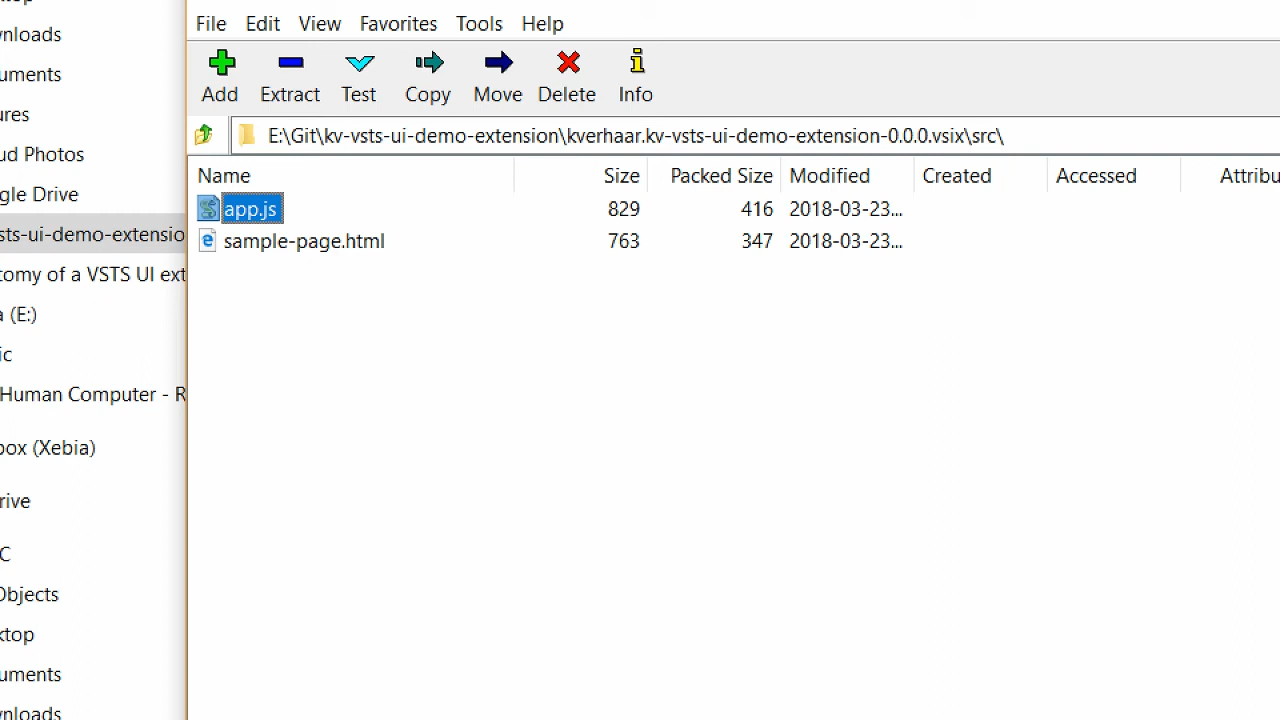 nloads
uments
ures
ud Photos
gle Drive
sts-ui-demo-extensio
tomy of a VSTS UI ext
a (E:)
ic
Human Computer - R
box (Xebia)
rive
C
Objects
ktop
uments
nloads
File Edit View Favorites Tools Help
Add Extract Test Copy Move Delete Info
E:\Git\kv-vsts-ui-demo-extension\kverhaar.kv-vsts-ui-demo-extension-0.0.0.vsix\src\
Name Size Packed Size Modified Created Accessed Attribu
app.js 829 416 2018-03-23...
sample-page.html 763 347 2018-03-23...